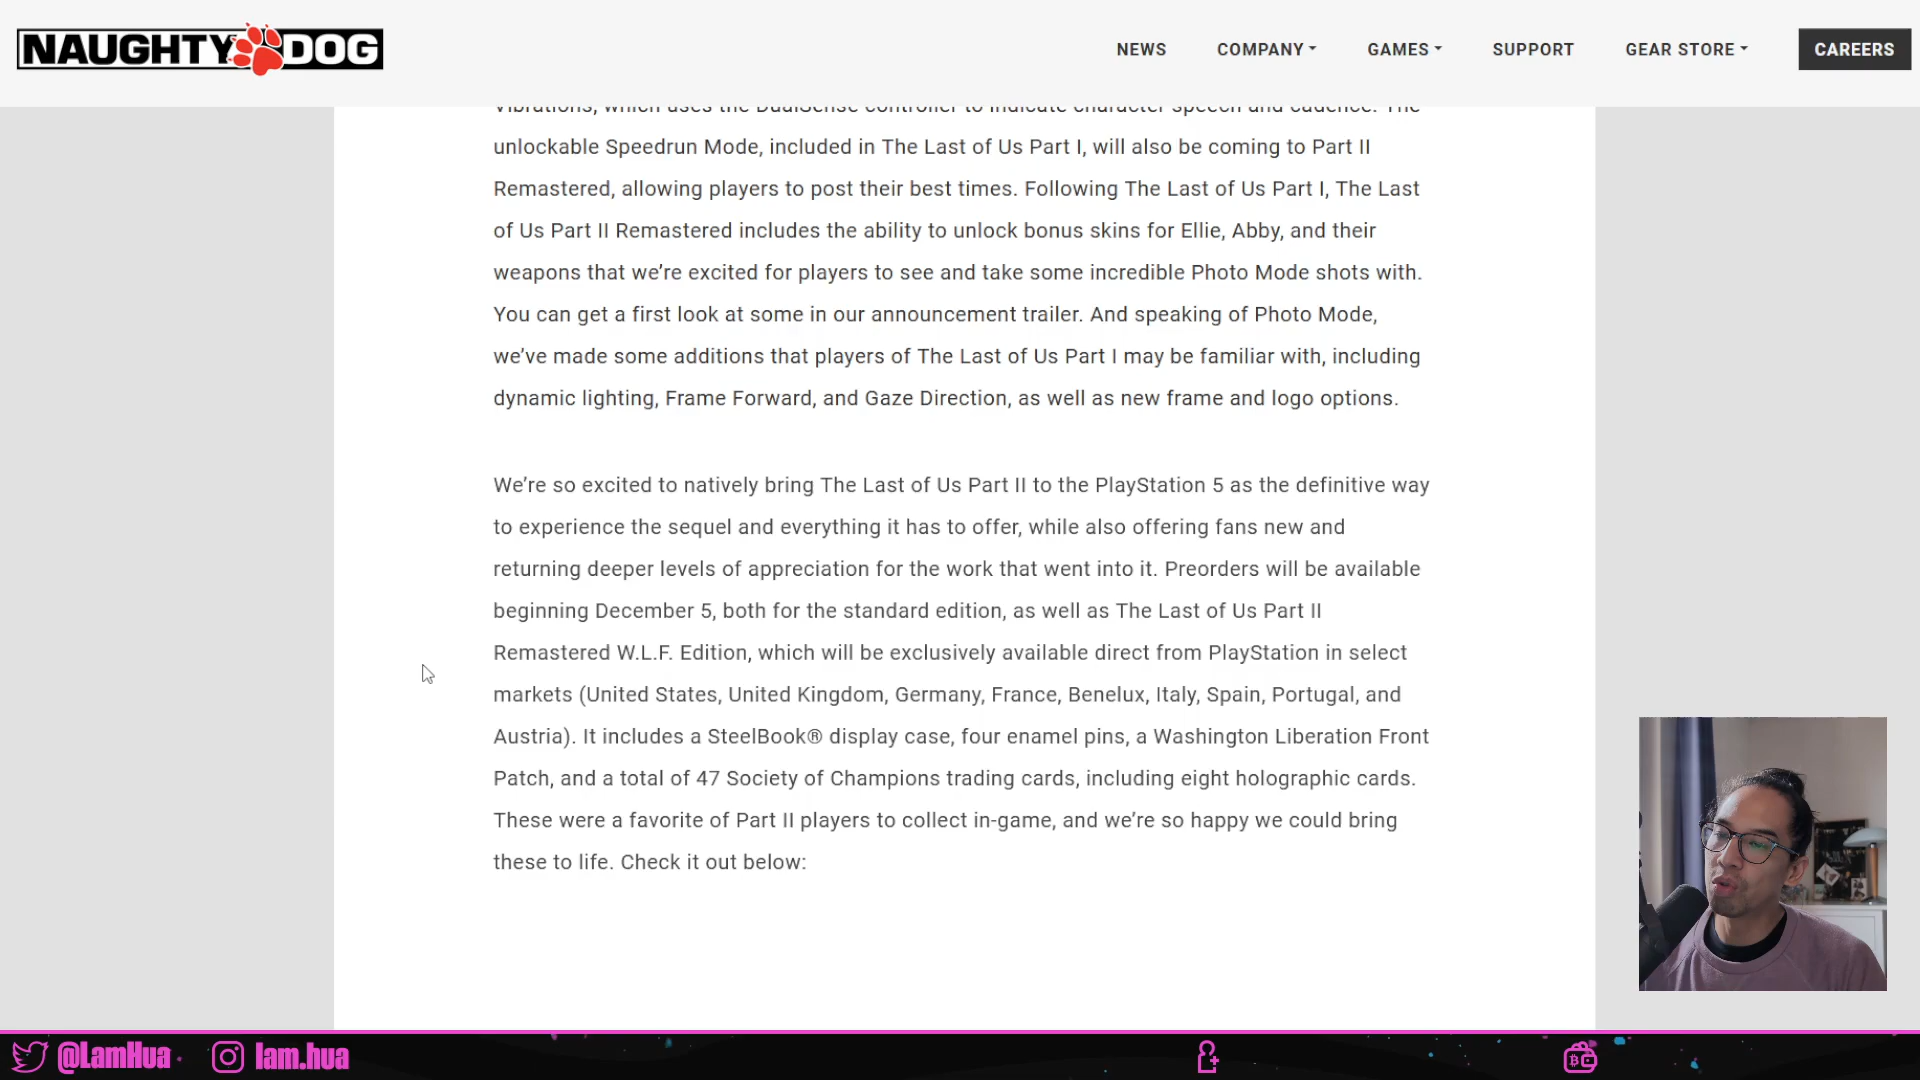 NAUGHTY DOG
NEWS COMPANY GAMES SUPPORT GEAR STORE CAREERS
Vibrations, which uses the DualSense controller to indicate character speech and cadence. The
unlockable Speedrun Mode, included in The Last of Us Part I, will also be coming to Part II
Remastered, allowing players to post their best times. Following The Last of Us Part I, The Last
of Us Part II Remastered includes the ability to unlock bonus skins for Ellie, Abby, and their
weapons that we’re excited for players to see and take some incredible Photo Mode shots with.
You can get a first look at some in our announcement trailer. And speaking of Photo Mode,
we’ve made some additions that players of The Last of Us Part I may be familiar with, including
dynamic lighting, Frame Forward, and Gaze Direction, as well as new frame and logo options.
We’re so excited to natively bring The Last of Us Part II to the PlayStation 5 as the definitive way
to experience the sequel and everything it has to offer, while also offering fans new and
returning deeper levels of appreciation for the work that went into it. Preorders will be available
beginning December 5, both for the standard edition, as well as The Last of Us Part II
Remastered W.L.F. Edition, which will be exclusively available direct from PlayStation in select
markets (United States, United Kingdom, Germany, France, Benelux, Italy, Spain, Portugal, and
Austria). It includes a SteelBook® display case, four enamel pins, a Washington Liberation Front
Patch, and a total of 47 Society of Champions trading cards, including eight holographic cards.
These were a favorite of Part II players to collect in-game, and we’re so happy we could bring
these to life. Check it out below:
@LamHua lam.hua